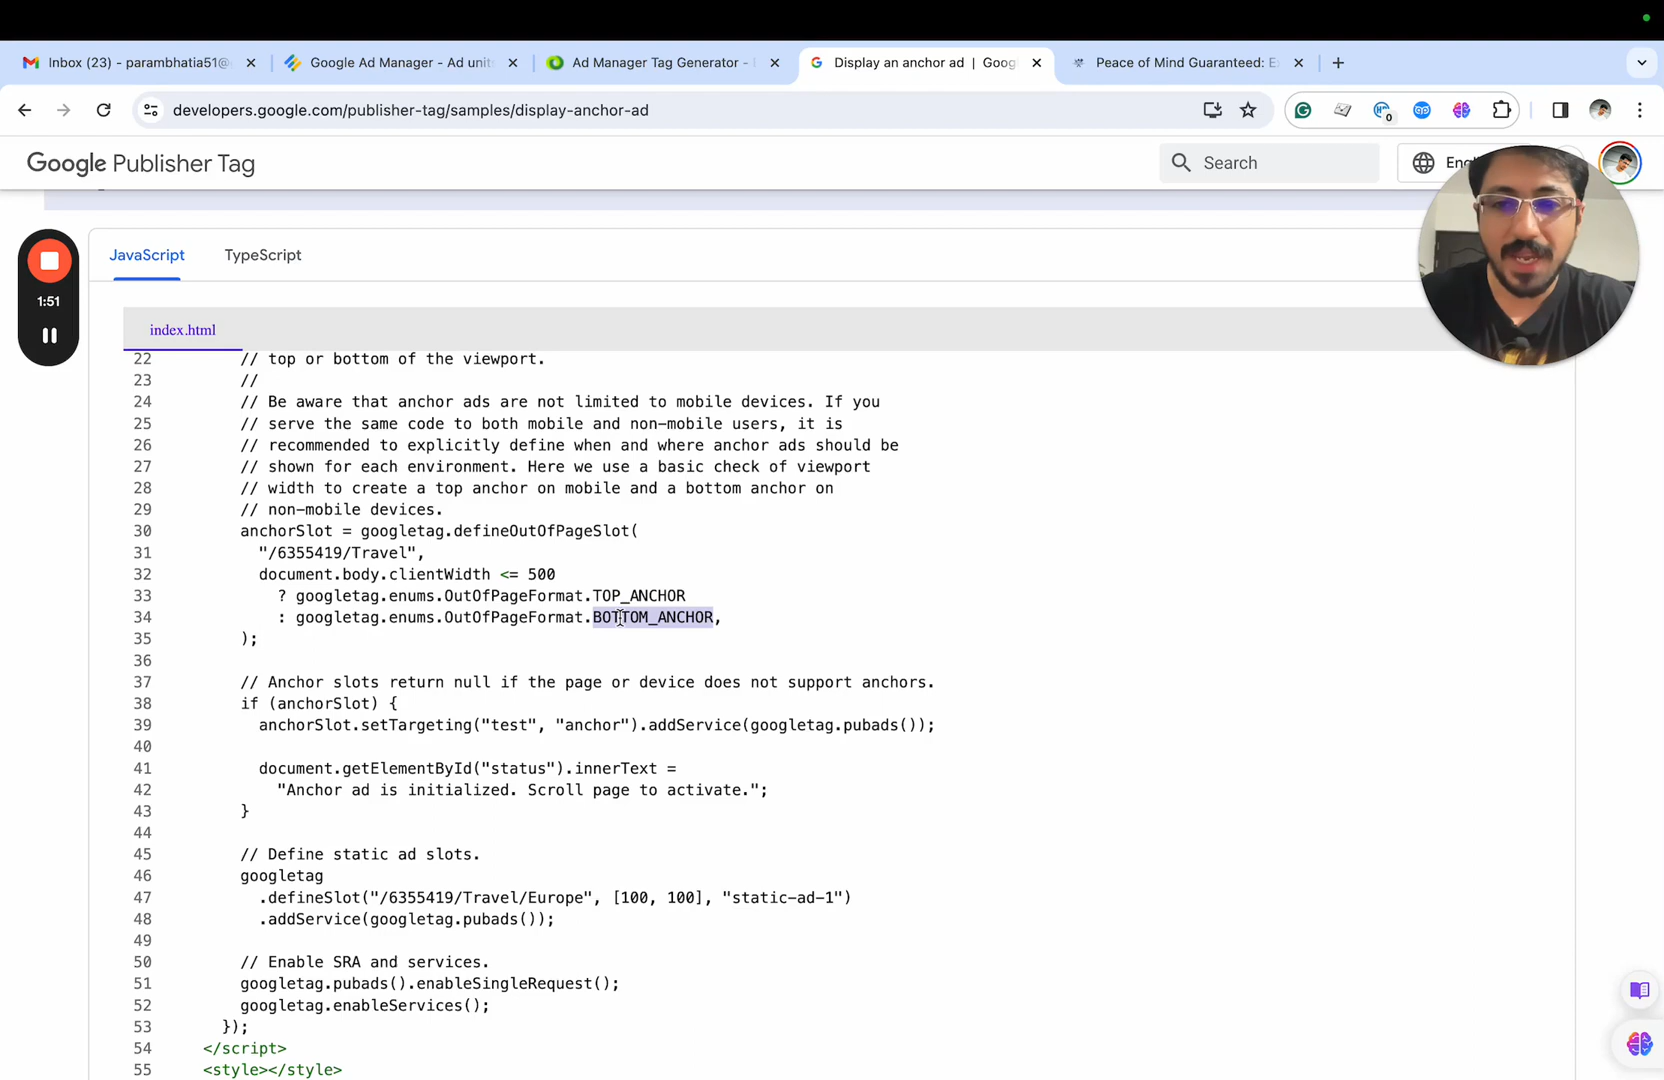 Inbox (23) - parambhatia51@
Google Ad Manager - Ad unit
Ad Manager Tag Generator -
Display an anchor ad | Goog
Peace of Mind Guaranteed: E
developers.google.com/publisher-tag/samples/display-anchor-ad
0
Google Publisher Tag
Search
Eng
JavaScript
TypeScript
1:51
index.html
22 // top or bottom of the viewport.
23 //
24 // Be aware that anchor ads are not limited to mobile devices. If you
25 // serve the same code to both mobile and non-mobile users, it is
26 // recommended to explicitly define when and where anchor ads should be
27 // shown for each environment. Here we use a basic check of viewport
28 // width to create a top anchor on mobile and a bottom anchor on
29 // non-mobile devices.
30 anchorSlot = googletag.defineOutOfPageSlot(
31 "/6355419/Travel",
32 document.body.clientWidth <= 500
33 ? googletag.enums.OutOfPageFormat.TOP_ANCHOR
34 : googletag.enums.OutOfPageFormat.BOTTOM_ANCHOR,
35 );
36
37 // Anchor slots return null if the page or device does not support anchors.
38 if (anchorSlot) {
39 anchorSlot.setTargeting("test", "anchor").addService(googletag.pubads());
40
41 document.getElementById("status").innerText =
42 "Anchor ad is initialized. Scroll page to activate.";
43 }
44
45 // Define static ad slots.
46 googletag
47 .defineSlot("/6355419/Travel/Europe", [100, 100], "static-ad-1")
48 .addService(googletag.pubads());
49
50 // Enable SRA and services.
51 googletag.pubads().enableSingleRequest();
52 googletag.enableServices();
53 });
54 </script>
55 <style></style>